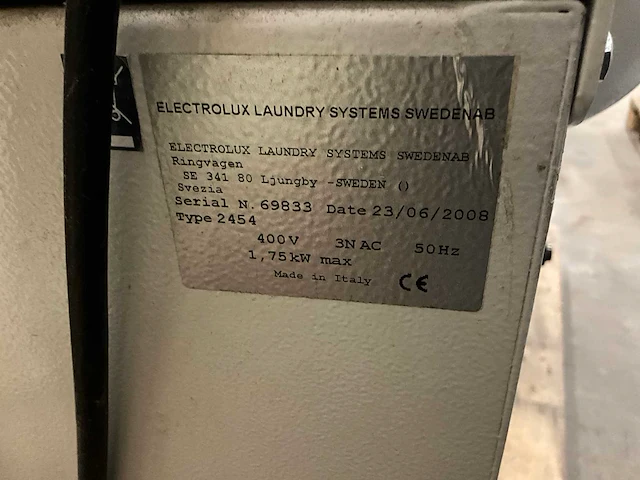 ELECTROLUX LAUNDRY SYSTEMS SWEDENAB
ELECTROLUX LAUNDRY SYSTEMS SWEDENAB
Ringvagen
SE 341 80 Ljungby -SWEDEN ()
Svezia
Serial N. 69833 Date 23/06/2008
Type 2454
400V 3N AC 50Hz
1,75kW max
Made in Italy CE